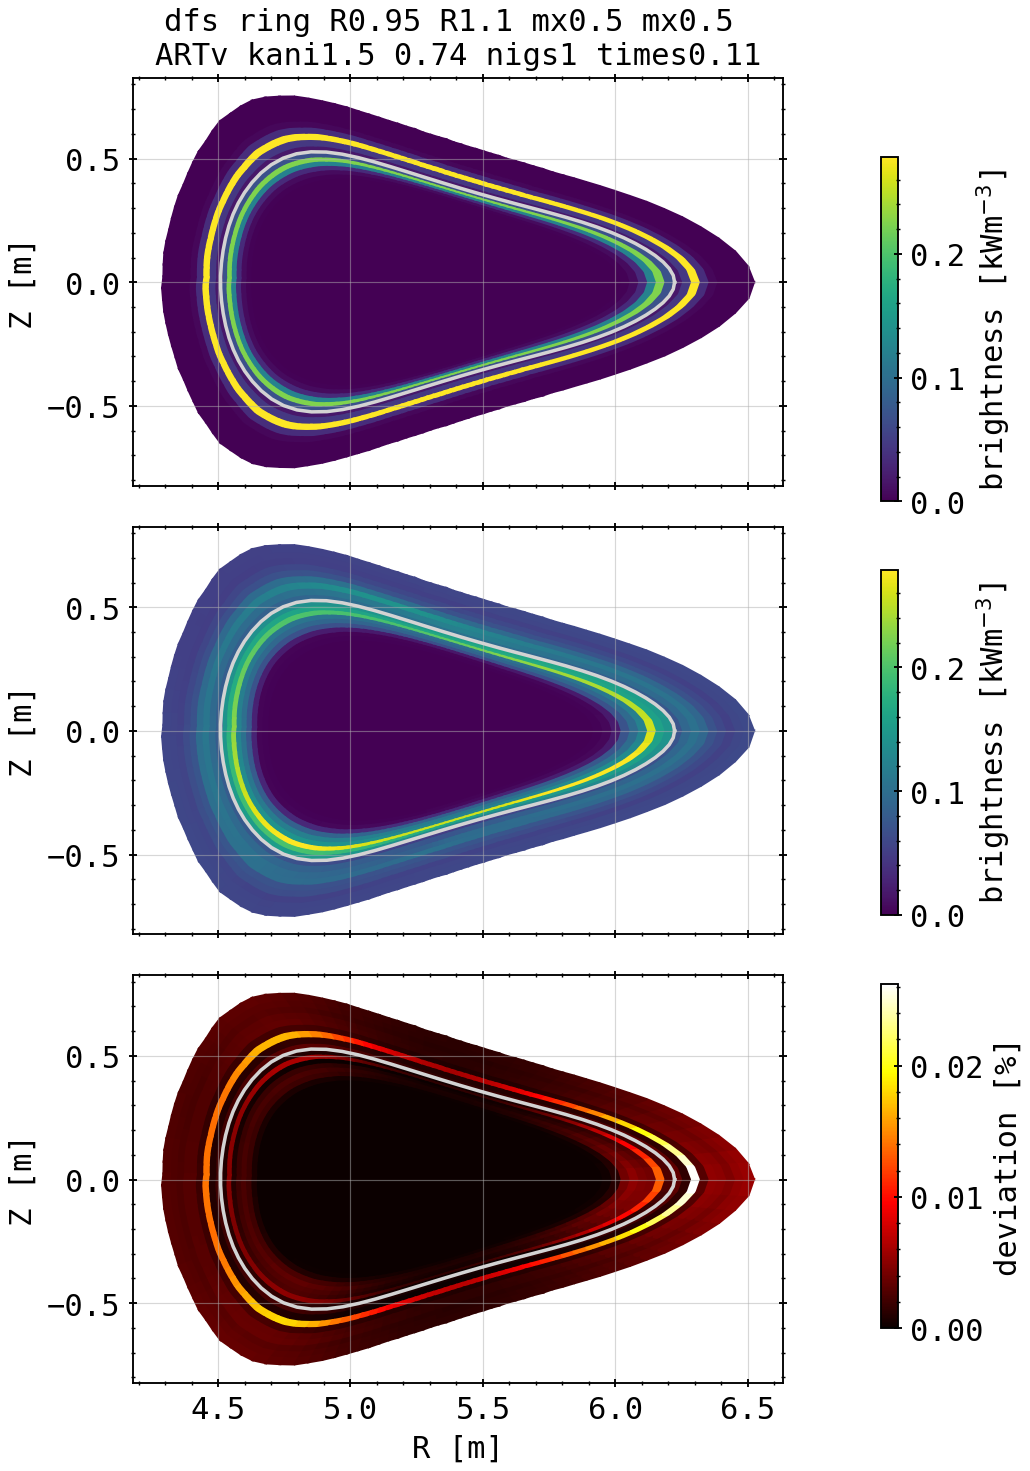 dfs ring R0.95 R1.1 mx0.5 mx0.5
ARTv kani1.5 0.74 nigs1 times0.11
0.5
0.0
−0.5
Z [m]
0.2
0.1
0.0
brightness [kWm⁻³]
0.5
0.0
−0.5
Z [m]
0.2
0.1
0.0
brightness [kWm⁻³]
0.5
0.0
−0.5
Z [m]
0.02
0.01
0.00
deviation [%]
4.5 5.0 5.5 6.0 6.5
R [m]